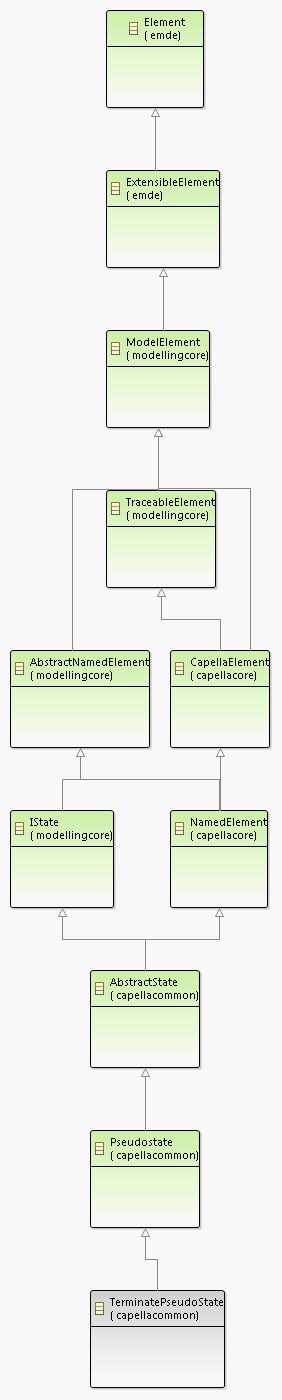 Element
( emde)
ExtensibleElement
( emde)
ModelElement
( modellingcore)
TraceableElement
( modellingcore)
AbstractNamedElement
( modellingcore)
CapellaElement
( capellacore)
IState
( modellingcore)
NamedElement
( capellacore)
AbstractState
( capellacommon)
Pseudostate
( capellacommon)
TerminatePseudoState
( capellacommon)